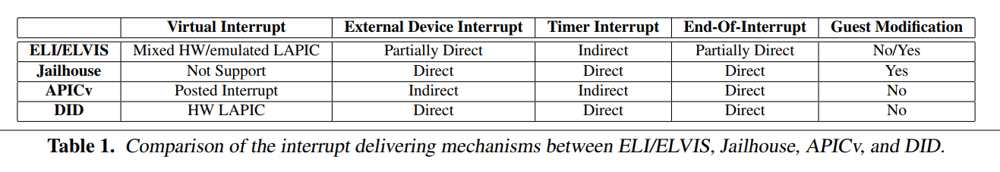 Virtual Interrupt External Device Interrupt Timer Interrupt End-Of-Interrupt Guest Modification
ELI/ELVIS Mixed HW/emulated LAPIC Partially Direct Indirect Partially Direct No/Yes
Jailhouse Not Support Direct Direct Direct Yes
APICv Posted Interrupt Indirect Indirect Direct No
DID HW LAPIC Direct Direct Direct No
Table 1. Comparison of the interrupt delivering mechanisms between ELI/ELVIS, Jailhouse, APICv, and DID.